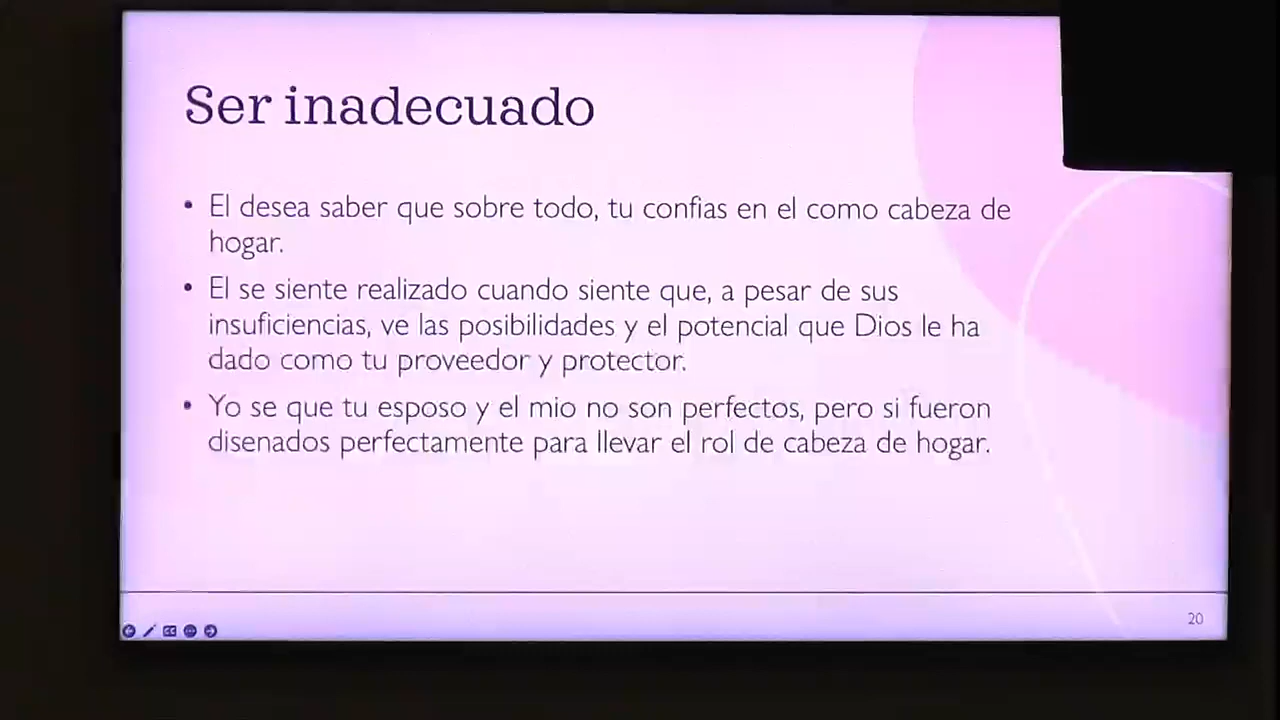 Ser inadecuado
• El desea saber que sobre todo, tu confias en el como cabeza de
hogar.
• El se siente realizado cuando siente que, a pesar de sus
insuficiencias, ve las posibilidades y el potencial que Dios le ha
dado como tu proveedor y protector.
• Yo se que tu esposo y el mio no son perfectos, pero si fueron
disenados perfectamente para llevar el rol de cabeza de hogar.
20